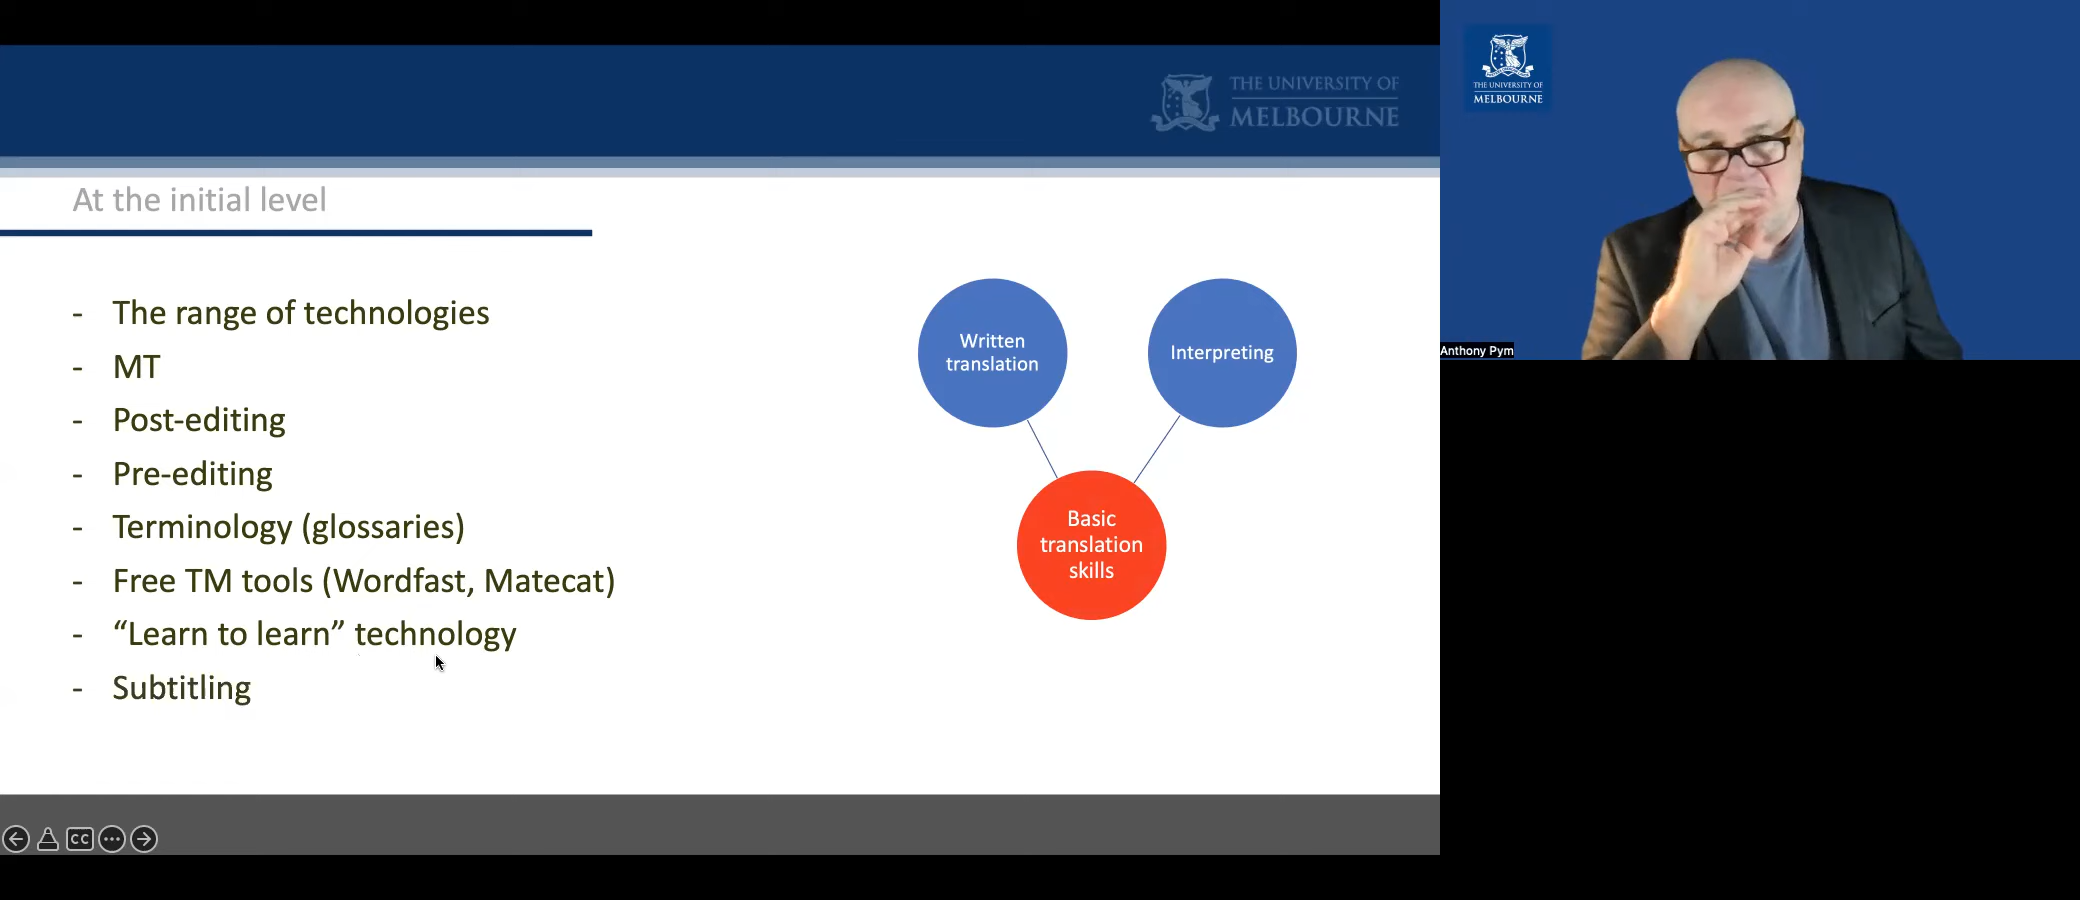 THE UNIVERSITY OF
MELBOURNE
At the initial level
- The range of technologies
- MT
- Post-editing
- Pre-editing
- Terminology (glossaries)
- Free TM tools (Wordfast, Matecat)
- “Learn to learn” technology
- Subtitling
Written
translation
Interpreting
Basic
translation
skills
CC
THE UNIVERSITY OF
MELBOURNE
Anthony Pym